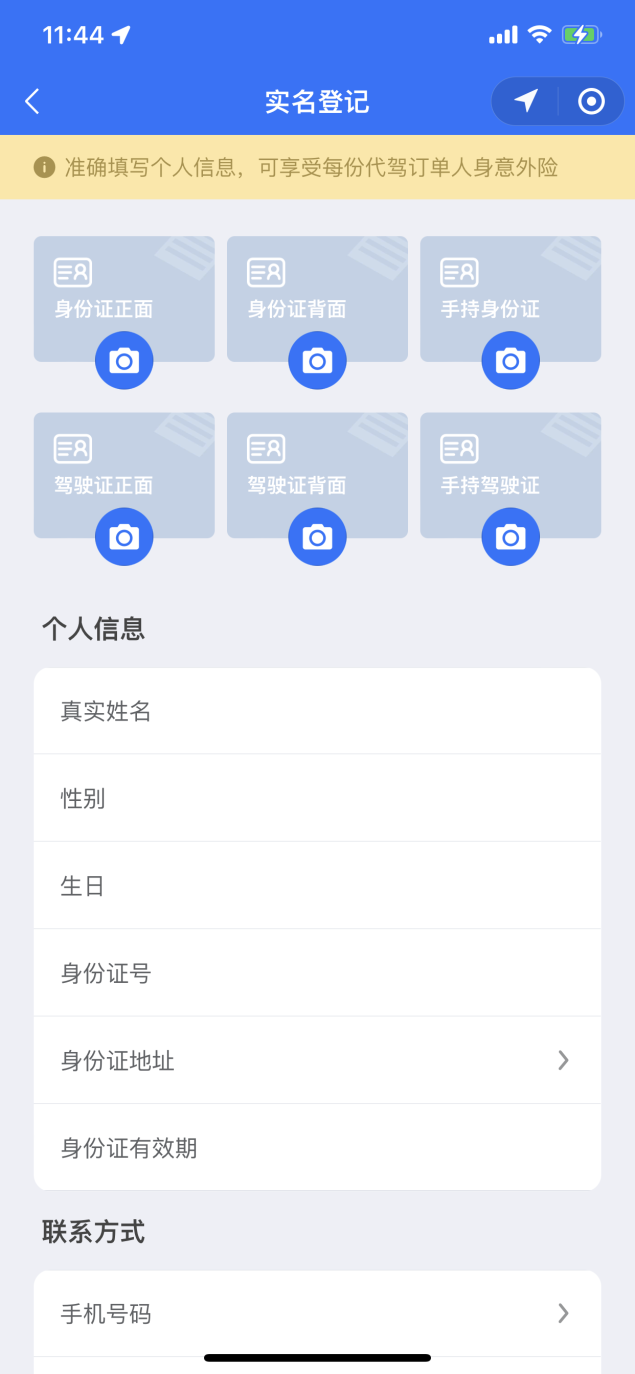 11:44
实名登记
准确填写个人信息，可享受每份代驾订单人身意外险
身份证正面
身份证背面
手持身份证
驾驶证正面
驾驶证背面
手持驾驶证
个人信息
真实姓名
性别
生日
身份证号
身份证地址
身份证有效期
联系方式
手机号码